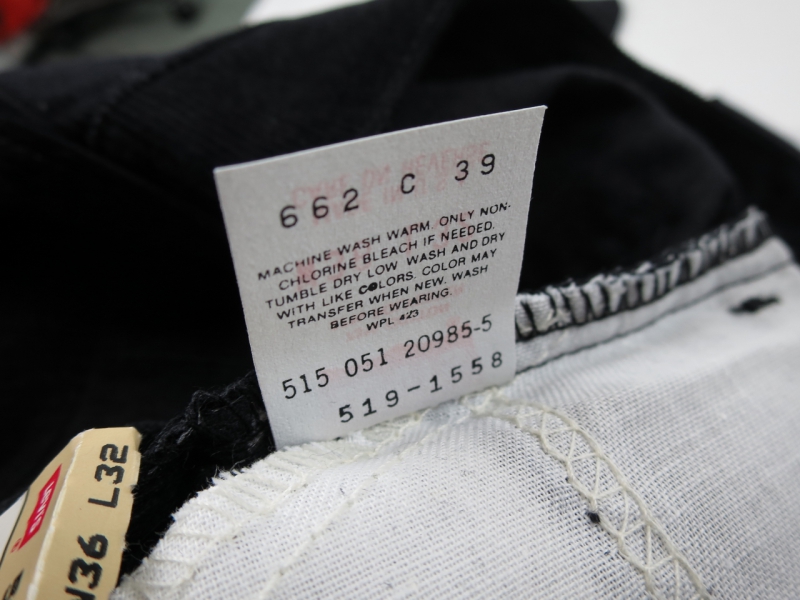 662 C 39
MACHINE WASH WARM. ONLY NON-
CHLORINE BLEACH IF NEEDED.
TUMBLE DRY LOW WASH AND DRY
WITH LIKE COLORS. COLOR MAY
TRANSFER WHEN NEW. WASH
BEFORE WEARING.
WPL 423
515 051 20985-5
519-1558
Levi's
W36 L32